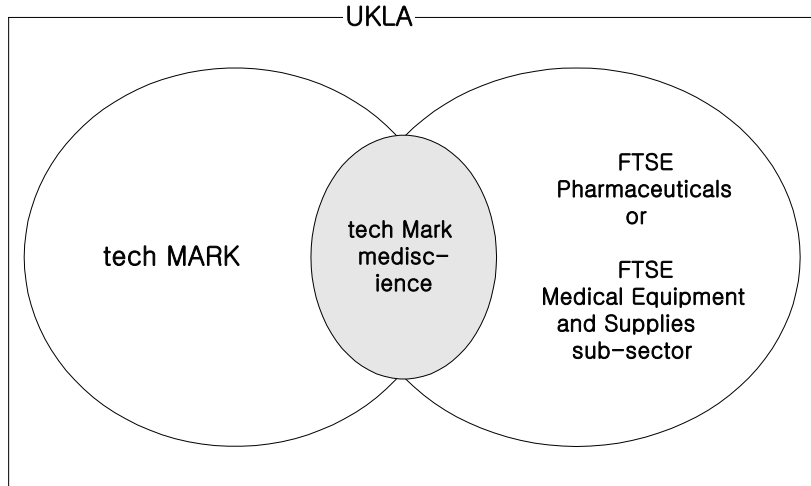 UKLA
tech MARK
tech Mark
medisc-
ience
FTSE
Pharmaceuticals
or
FTSE
Medical Equipment
and Supplies
sub-sector